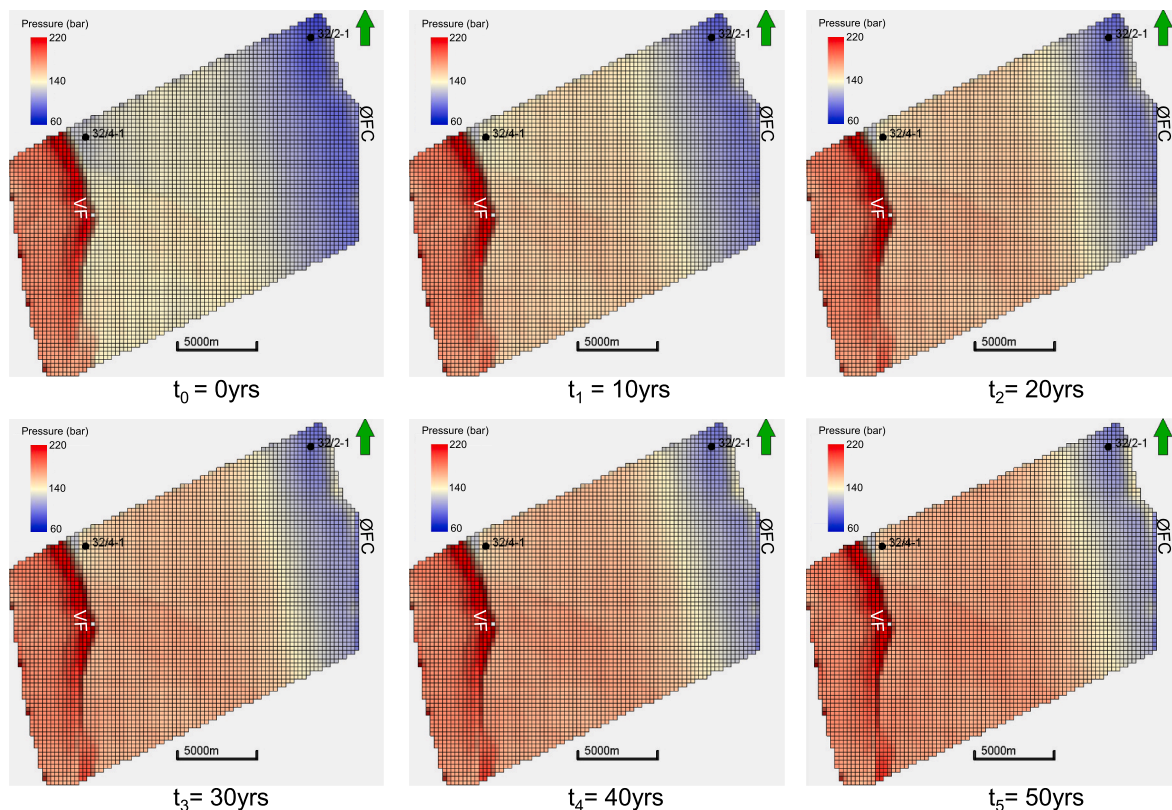 Pressure (bar)
220
140
60
32/2-1
32/4-1
ØFC
VF
5000m
t₀ = 0yrs
Pressure (bar)
220
140
60
32/2-1
32/4-1
ØFC
VF
5000m
t₁ = 10yrs
Pressure (bar)
220
140
60
32/2-1
32/4-1
ØFC
VF
5000m
t₂= 20yrs
Pressure (bar)
220
140
60
32/2-1
32/4-1
ØFC
VF
5000m
t₃= 30yrs
Pressure (bar)
220
140
60
32/2-1
32/4-1
ØFC
VF
5000m
t₄= 40yrs
Pressure (bar)
220
140
60
32/2-1
32/4-1
ØFC
VF
5000m
t₅= 50yrs